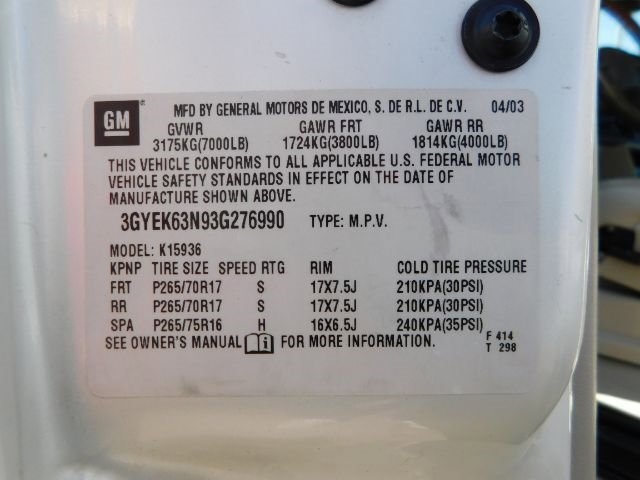 GM MFD BY GENERAL MOTORS DE MEXICO, S. DE R.L. DE C.V. 04/03
GVWR GAWR FRT GAWR RR
3175KG(7000LB) 1724KG(3800LB) 1814KG(4000LB)
THIS VEHICLE CONFORMS TO ALL APPLICABLE U.S. FEDERAL MOTOR
VEHICLE SAFETY STANDARDS IN EFFECT ON THE DATE OF
MANUFACTURE SHOWN ABOVE.
3GYEK63N93G276990 TYPE: M.P.V.
MODEL: K15936
KPNP TIRE SIZE SPEED RTG RIM COLD TIRE PRESSURE
FRT P265/70R17 S 17X7.5J 210KPA(30PSI)
RR P265/70R17 S 17X7.5J 210KPA(30PSI)
SPA P265/75R16 H 16X6.5J 240KPA(35PSI)
SEE OWNER'S MANUAL FOR MORE INFORMATION. F 414
T 298